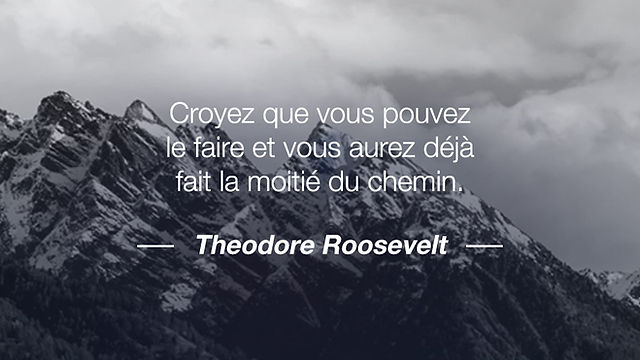 Croyez que vous pouvez
le faire et vous aurez déjà
fait la moitié du chemin.
Theodore Roosevelt